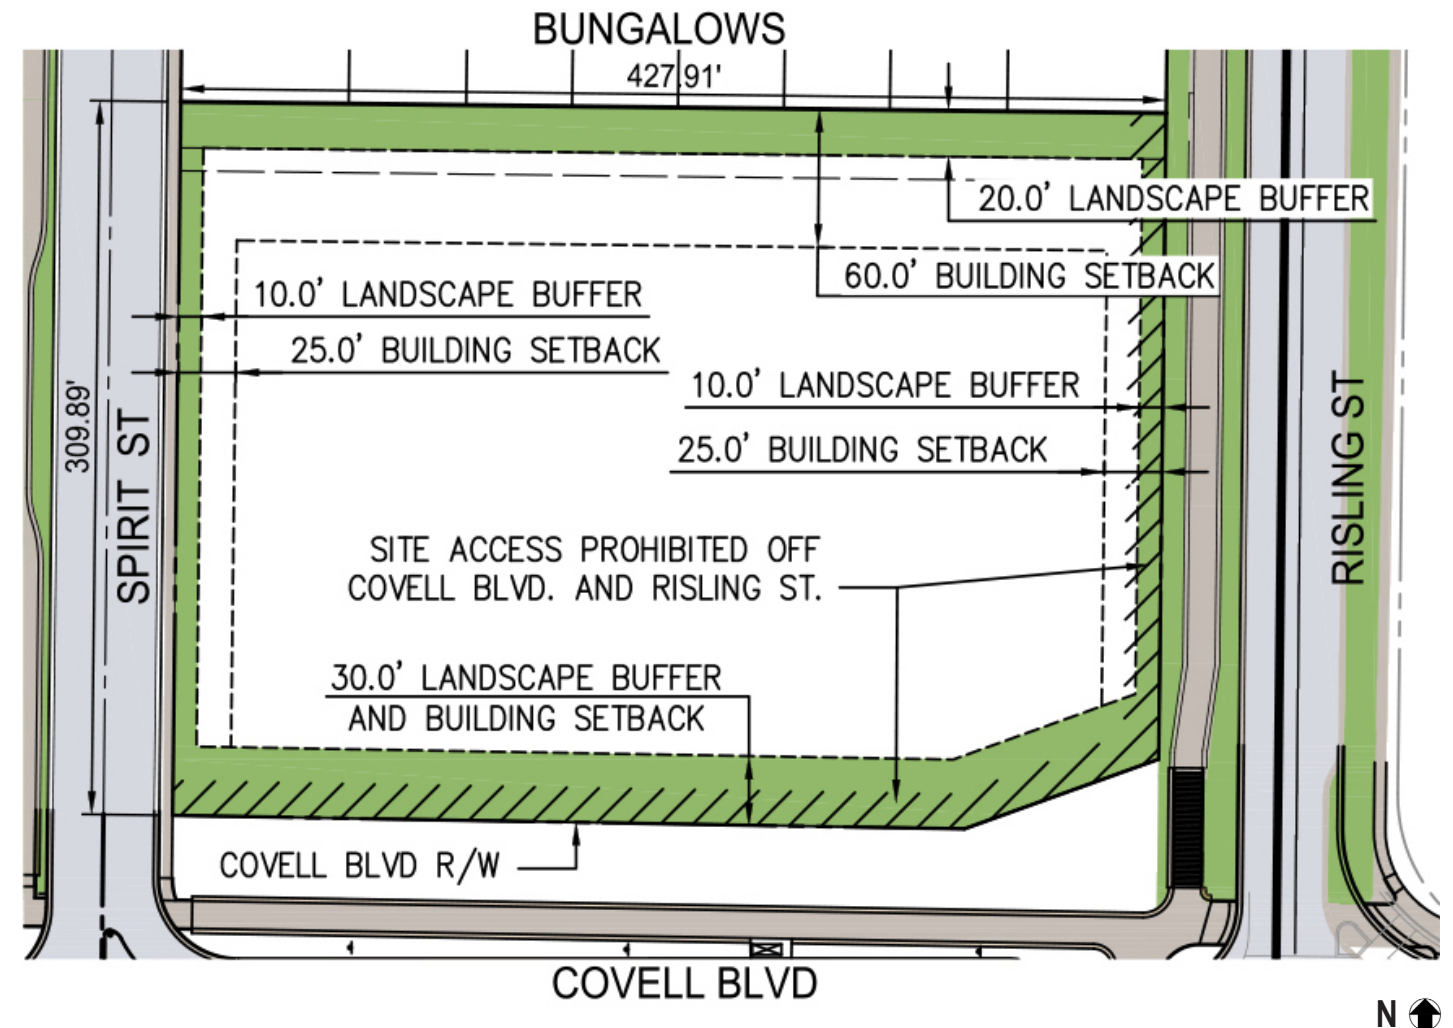 BUNGALOWS
427.91'
20.0' LANDSCAPE BUFFER
60.0' BUILDING SETBACK
10.0' LANDSCAPE BUFFER
25.0' BUILDING SETBACK
10.0' LANDSCAPE BUFFER
25.0' BUILDING SETBACK
309.89'
SPIRIT ST
RISLING ST
SITE ACCESS PROHIBITED OFF
COVELL BLVD. AND RISLING ST.
30.0' LANDSCAPE BUFFER
AND BUILDING SETBACK
COVELL BLVD R/W
COVELL BLVD
N